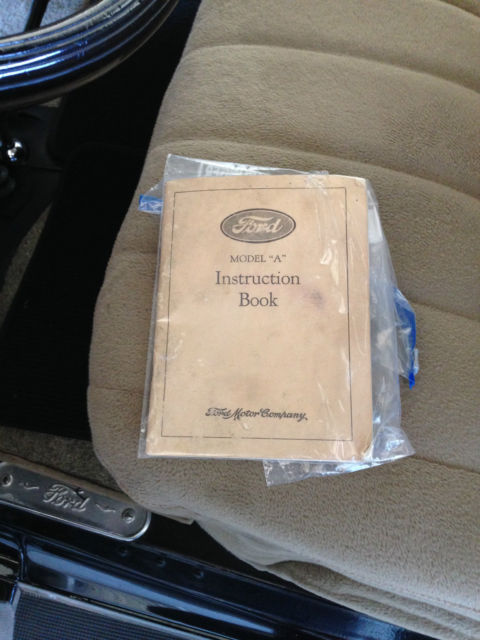 Ford
MODEL "A"
Instruction
Book
Ford Motor Company,
Ford